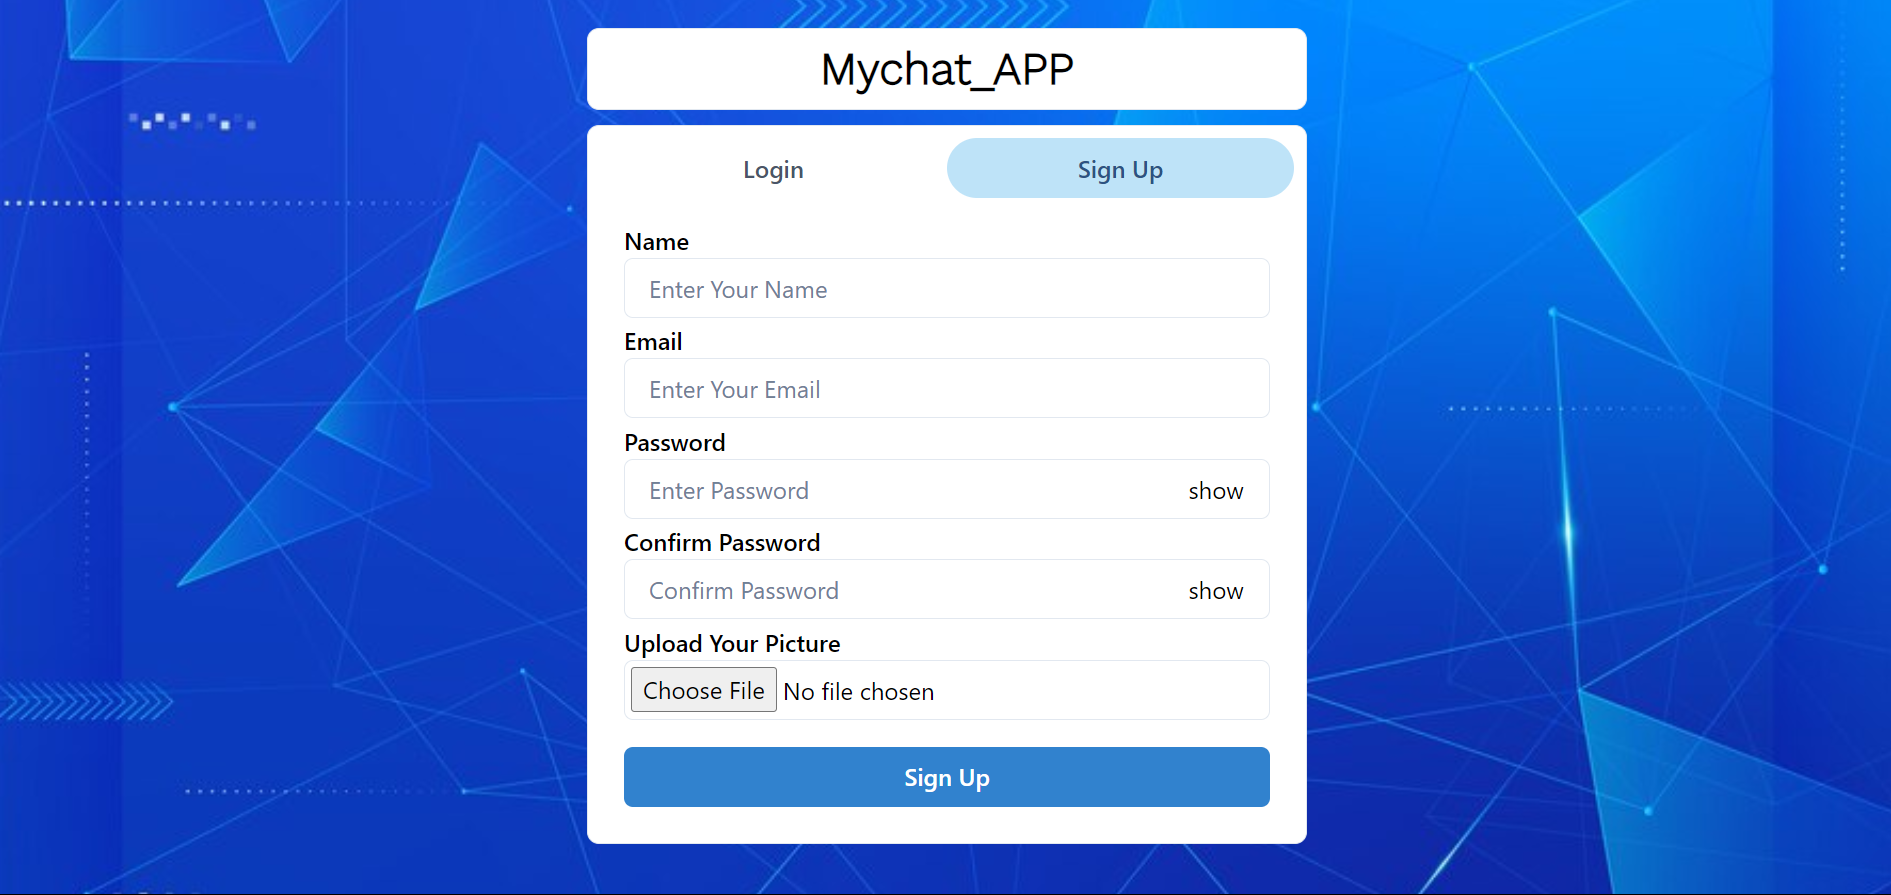 Mychat_APP
Login
Sign Up
Name
Enter Your Name
Email
Enter Your Email
Password
Enter Password
show
Confirm Password
Confirm Password
show
Upload Your Picture
Choose File No file chosen
Sign Up